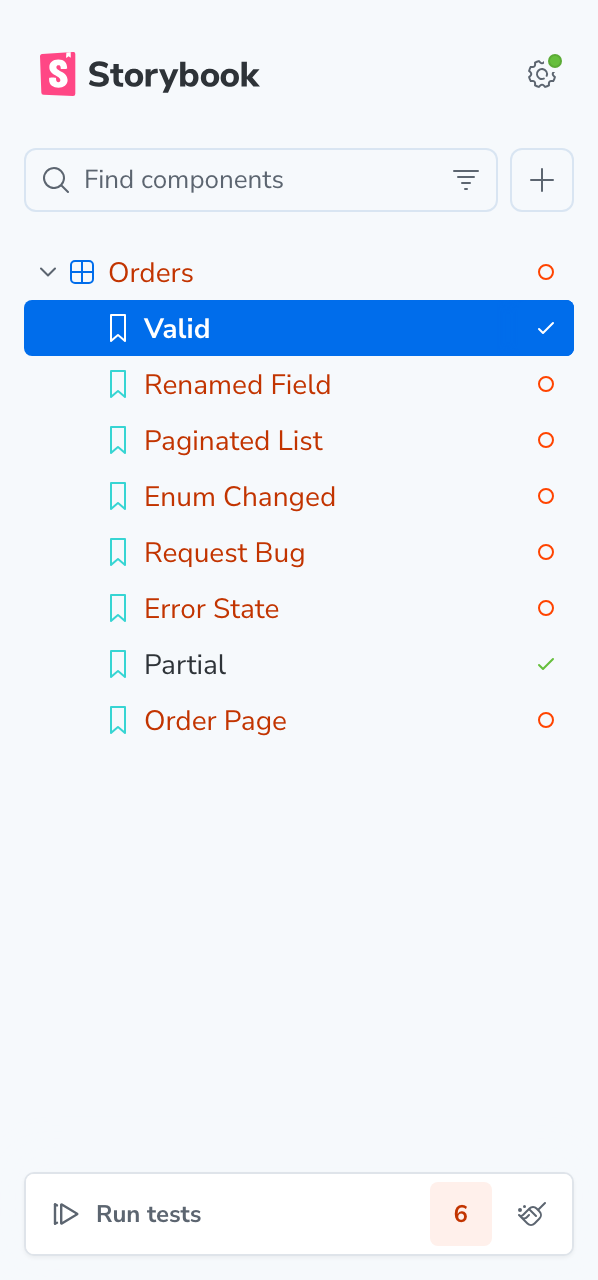 Storybook
Find components
Orders
Valid
Renamed Field
Paginated List
Enum Changed
Request Bug
Error State
Partial
Order Page
Run tests 6